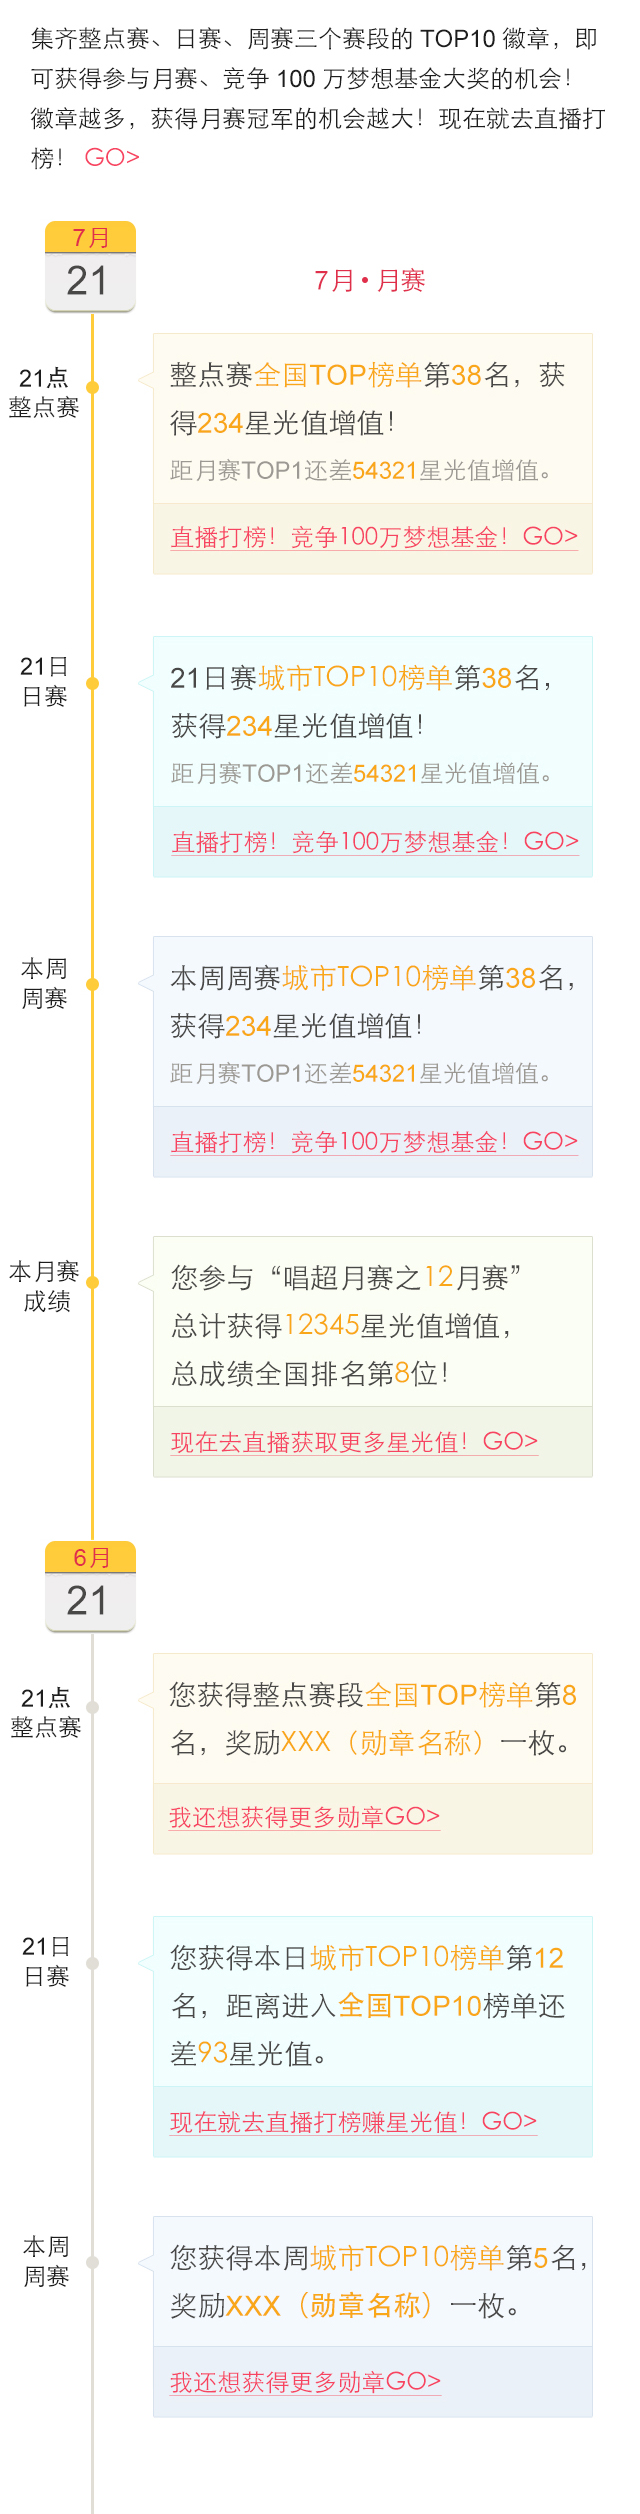 集齐整点赛、日赛、周赛三个赛段的 TOP10 徽章，即
可获得参与月赛、竞争 100 万梦想基金大奖的机会！
徽章越多，获得月赛冠军的机会越大！现在就去直播打
榜！ GO>
7月
21
7月 • 月赛
21点
整点赛
整点赛全国TOP榜单第38名，获
得234星光值增值！
距月赛TOP1还差54321星光值增值。
直播打榜！竞争100万梦想基金！GO>
21日
日赛
21日赛城市TOP10榜单第38名，
获得234星光值增值！
距月赛TOP1还差54321星光值增值。
直播打榜！竞争100万梦想基金！GO>
本周
周赛
本周周赛城市TOP10榜单第38名，
获得234星光值增值！
距月赛TOP1还差54321星光值增值。
直播打榜！竞争100万梦想基金！GO>
本月赛
成绩
您参与“唱超月赛之12月赛”
总计获得12345星光值增值，
总成绩全国排名第8位！
现在去直播获取更多星光值！GO>
6月
21
21点
整点赛
您获得整点赛段全国TOP榜单第8
名，奖励XXX（勋章名称）一枚。
我还想获得更多勋章GO>
21日
日赛
您获得本日城市TOP10榜单第12
名，距离进入全国TOP10榜单还
差93星光值。
现在就去直播打榜赚星光值！GO>
本周
周赛
您获得本周城市TOP10榜单第5名，
奖励XXX（勋章名称）一枚。
我还想获得更多勋章GO>